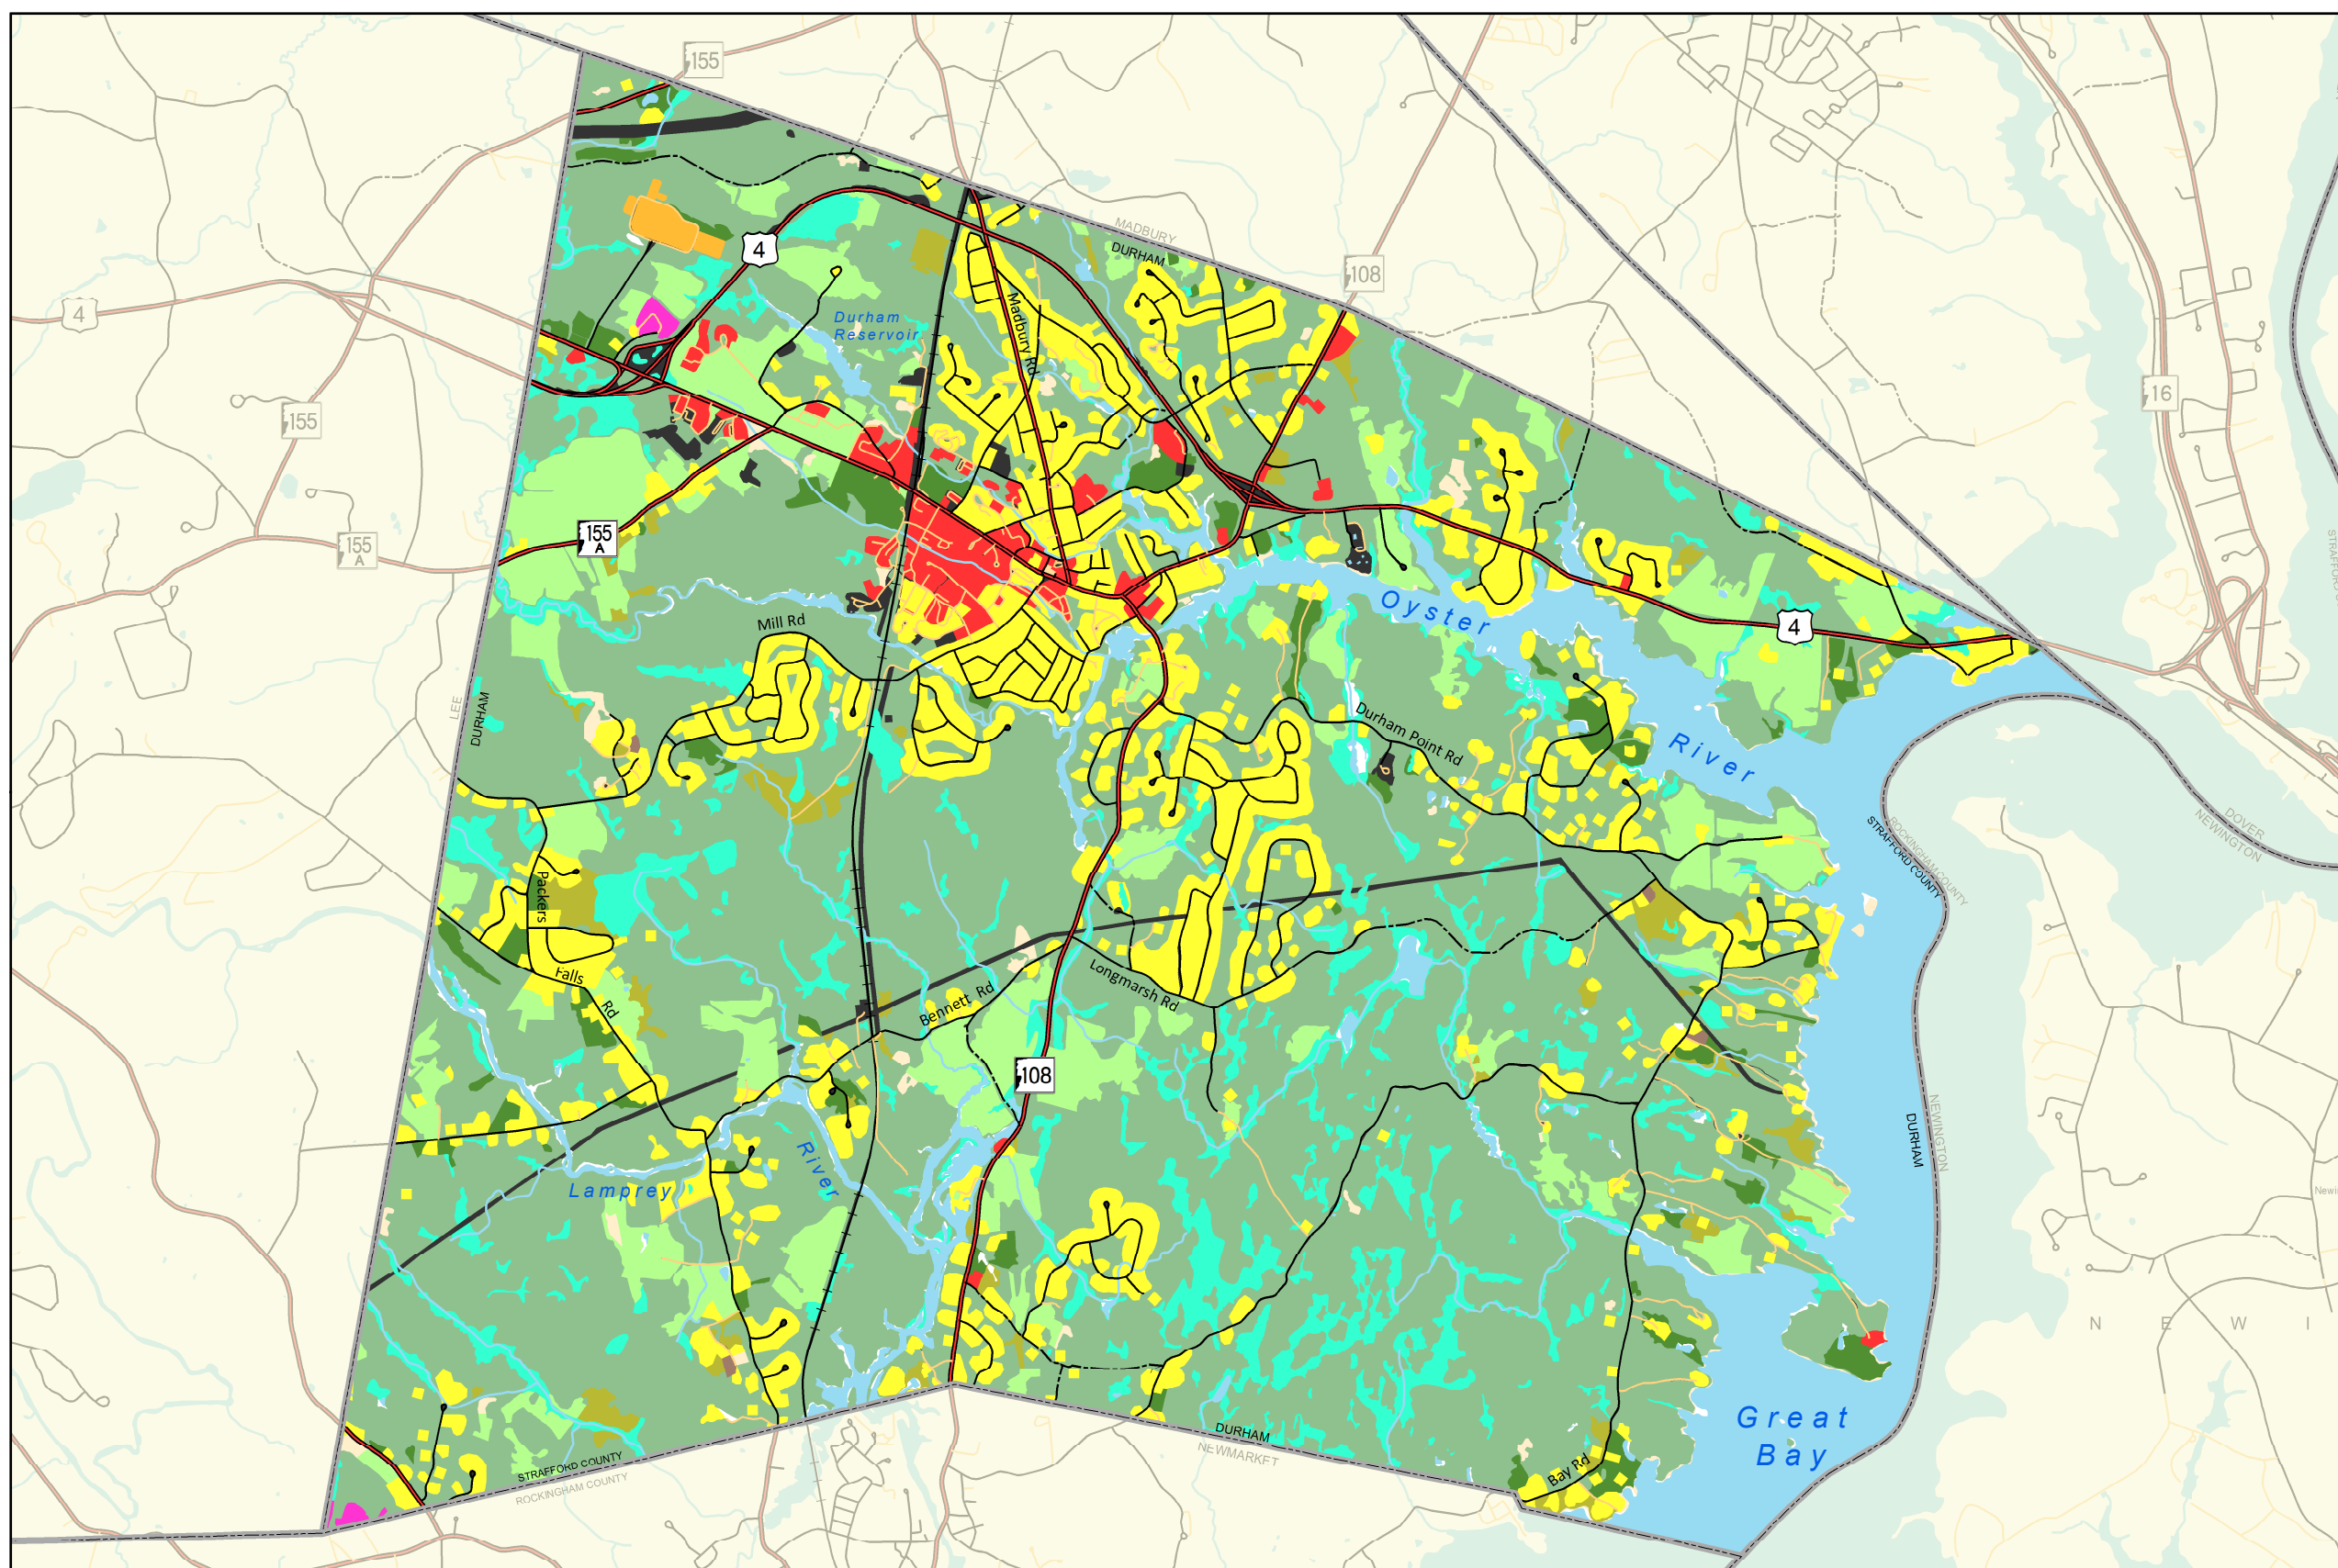 155
MADBURY
DURHAM
4
108
Durham
Reservoir
Madbury Rd
4
16
155
155
A
155
A
Oyster
4
Mill Rd
LEE
DURHAM
Durham Point Rd
River
ROCKINGHAM COUNTY
STRAFFORD COUNTY
DOVER
NEWINGTON
Packers
Falls
Rd
Bennett Rd
Longmarsh Rd
108
River
Lamprey
DURHAM
NEWINGTON
N E W I
Great
Bay
DURHAM
NEWMARKET
Bay Rd
STRAFFORD COUNTY
ROCKINGHAM COUNTY